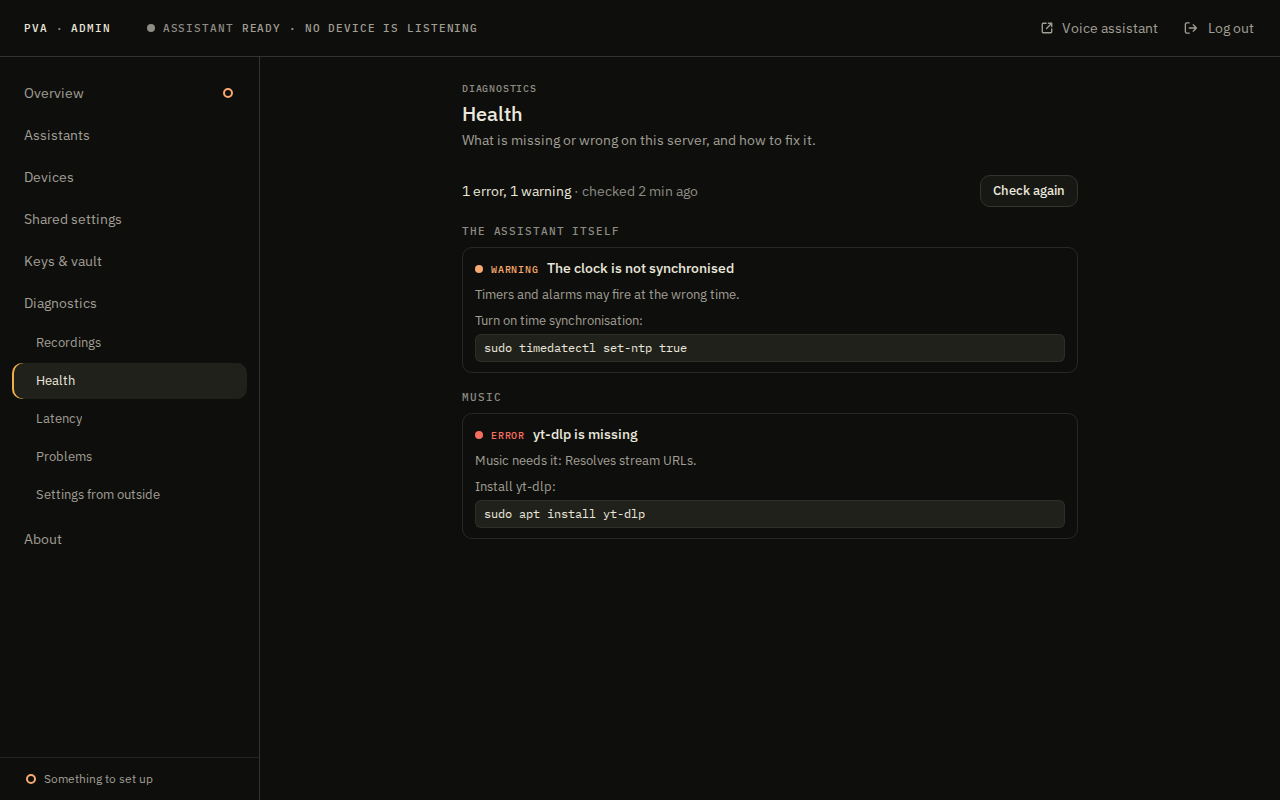 PVA · ADMIN
ASSISTANT READY · NO DEVICE IS LISTENING
Voice assistant
Log out
Overview
Assistants
Devices
Shared settings
Keys & vault
Diagnostics
Recordings
Health
Latency
Problems
Settings from outside
About
Something to set up
DIAGNOSTICS
Health
What is missing or wrong on this server, and how to fix it.
1 error, 1 warning · checked 2 min ago
Check again
THE ASSISTANT ITSELF
WARNING The clock is not synchronised
Timers and alarms may fire at the wrong time.
Turn on time synchronisation:
sudo timedatectl set-ntp true
MUSIC
ERROR yt-dlp is missing
Music needs it: Resolves stream URLs.
Install yt-dlp:
sudo apt install yt-dlp